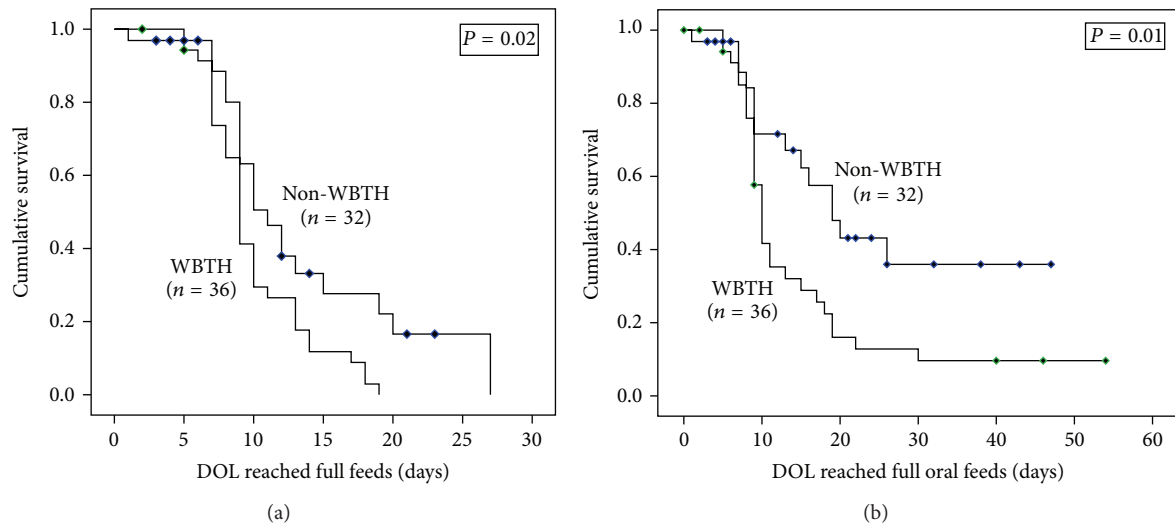 P = 0.02
1.0
0.8
0.6
0.4
0.2
0.0
Cumulative survival
Non-WBTH
(n = 32)
WBTH
(n = 36)
0 5 10 15 20 25 30
DOL reached full feeds (days)
(a)
P = 0.01
1.0
0.8
0.6
0.4
0.2
0.0
Cumulative survival
Non-WBTH
(n = 32)
WBTH
(n = 36)
0 10 20 30 40 50 60
DOL reached full oral feeds (days)
(b)